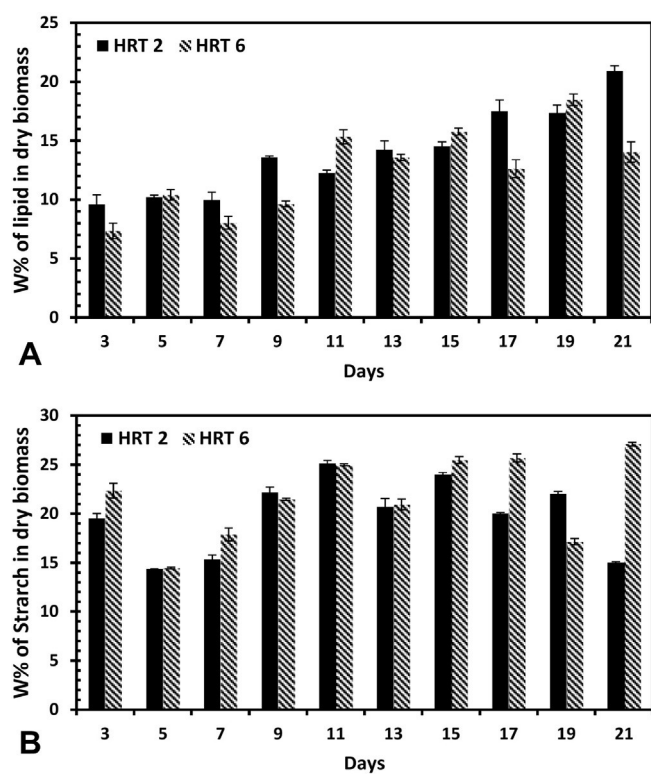 25
20
15
10
5
0
W% of lipid in dry biomass
HRT 2 HRT 6
3 5 7 9 11 13 15 17 19 21
Days
A
30
25
20
15
10
5
0
W% of Strarch in dry biomass
HRT 2 HRT 6
3 5 7 9 11 13 15 17 19 21
Days
B